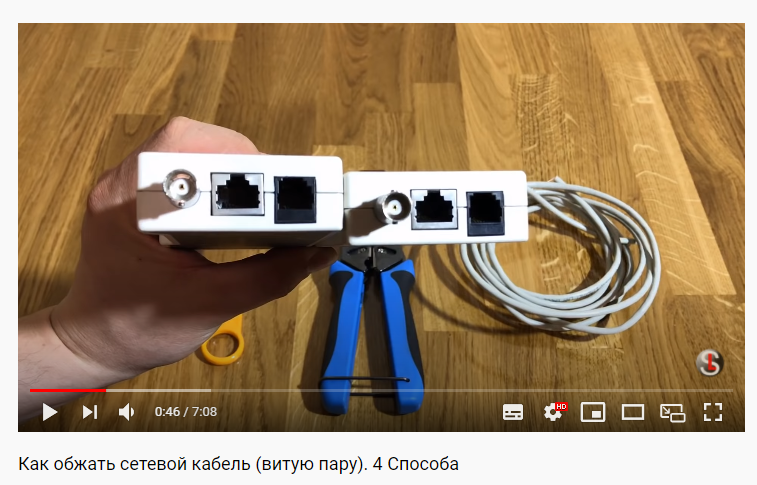 HD
0:46 / 7:08
Как обжать сетевой кабель (витую пару). 4 Способа